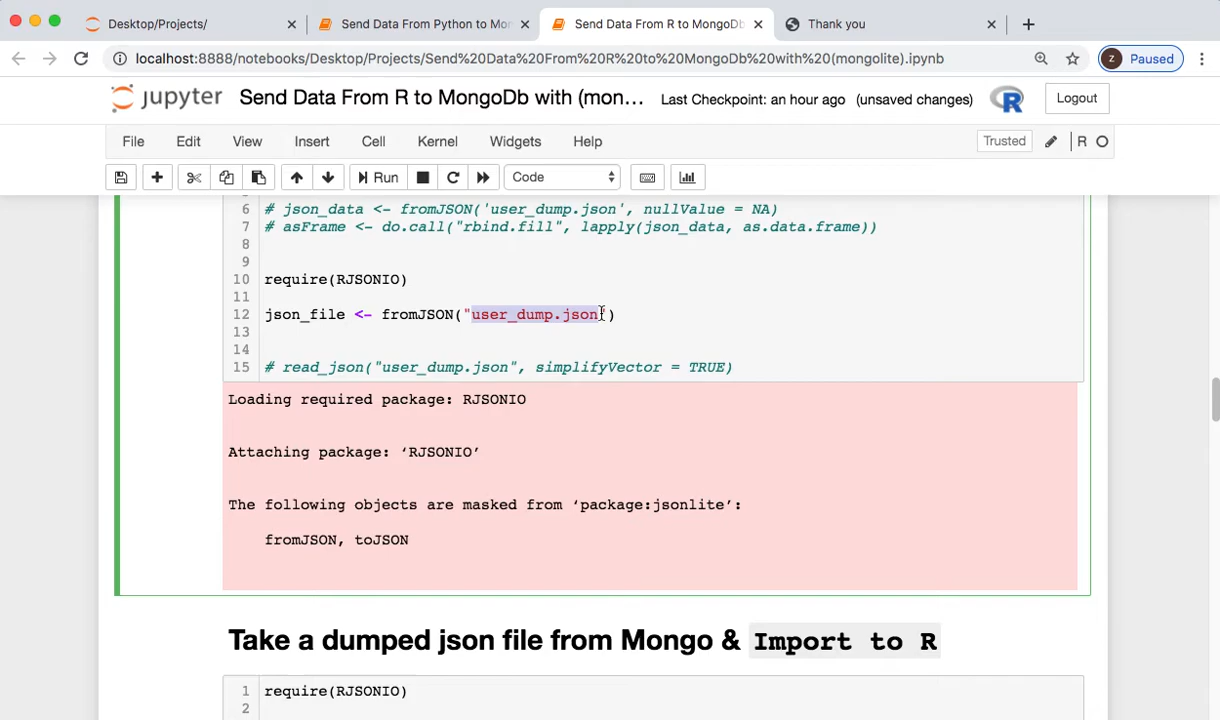 Desktop/Projects/
Send Data From Python to Mon
Send Data From R to MongoDb
Thank you
localhost:8888/notebooks/Desktop/Projects/Send%20Data%20From%20R%20to%20MongoDb%20with%20(mongolite).ipynb
Z Paused
jupyter Send Data From R to MongoDb with (mon... Last Checkpoint: an hour ago (unsaved changes) R Logout
File Edit View Insert Cell Kernel Widgets Help Trusted R
Run Code
6 # json_data <- fromJSON('user_dump.json', nullValue = NA)
7 # asFrame <- do.call("rbind.fill", lapply(json_data, as.data.frame))
8
9
10 require(RJSONIO)
11
12 json_file <- fromJSON("user_dump.json")
13
14
15 # read_json("user_dump.json", simplifyVector = TRUE)
Loading required package: RJSONIO
Attaching package: ‘RJSONIO’
The following objects are masked from ‘package:jsonlite’:
fromJSON, toJSON
Take a dumped json file from Mongo & Import to R
1 require(RJSONIO)
2